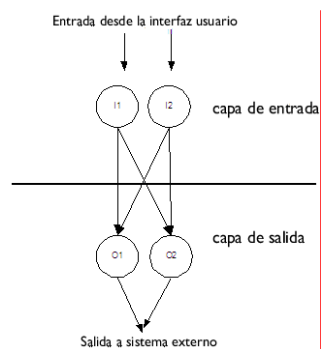 Entrada desde la interfaz usuario
I1 I2
capa de entrada
capa de salida
O1 O2
Salida a sistema externo